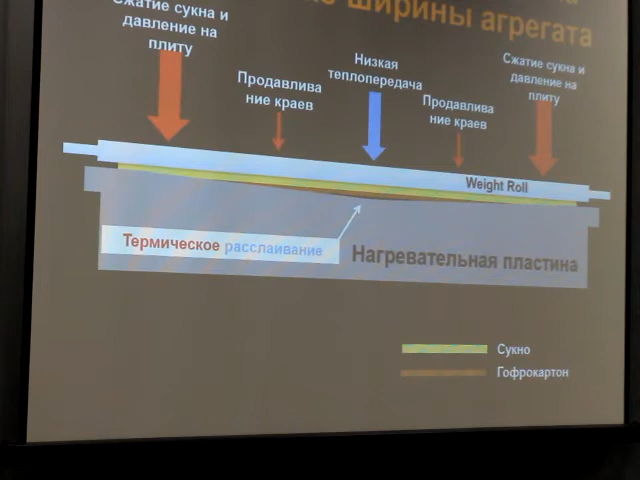 ширины агрегата
Сжатие сукна и
давление на
плиту
Низкая
теплопередача
Сжатие сукна и
давление на
плиту
Продавлива
ние краев
Продавлива
ние краев
Weight Roll
Термическое расслаивание
Нагревательная пластина
Сукно
Гофрокартон